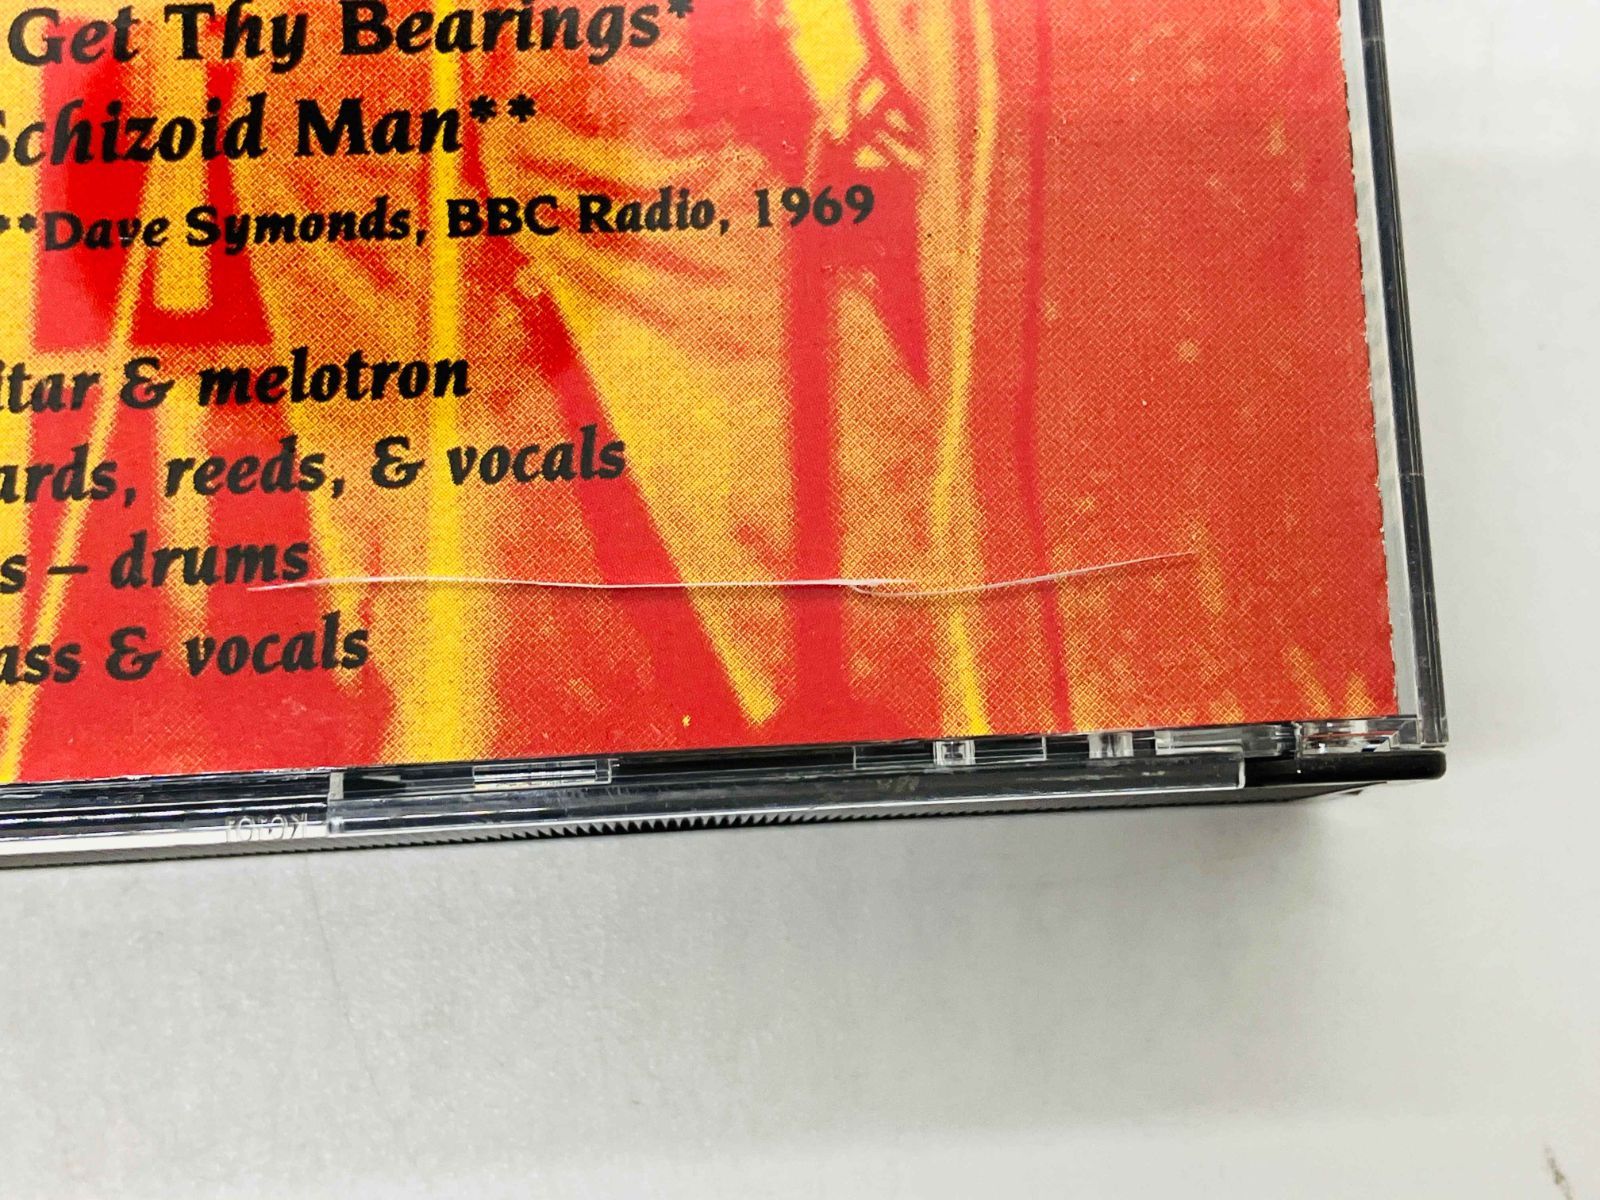 Get Thy Bearings*
Schizoid Man**
**Dave Symonds, BBC Radio, 1969
itar & melotron
ards, reeds, & vocals
s – drums
ass & vocals